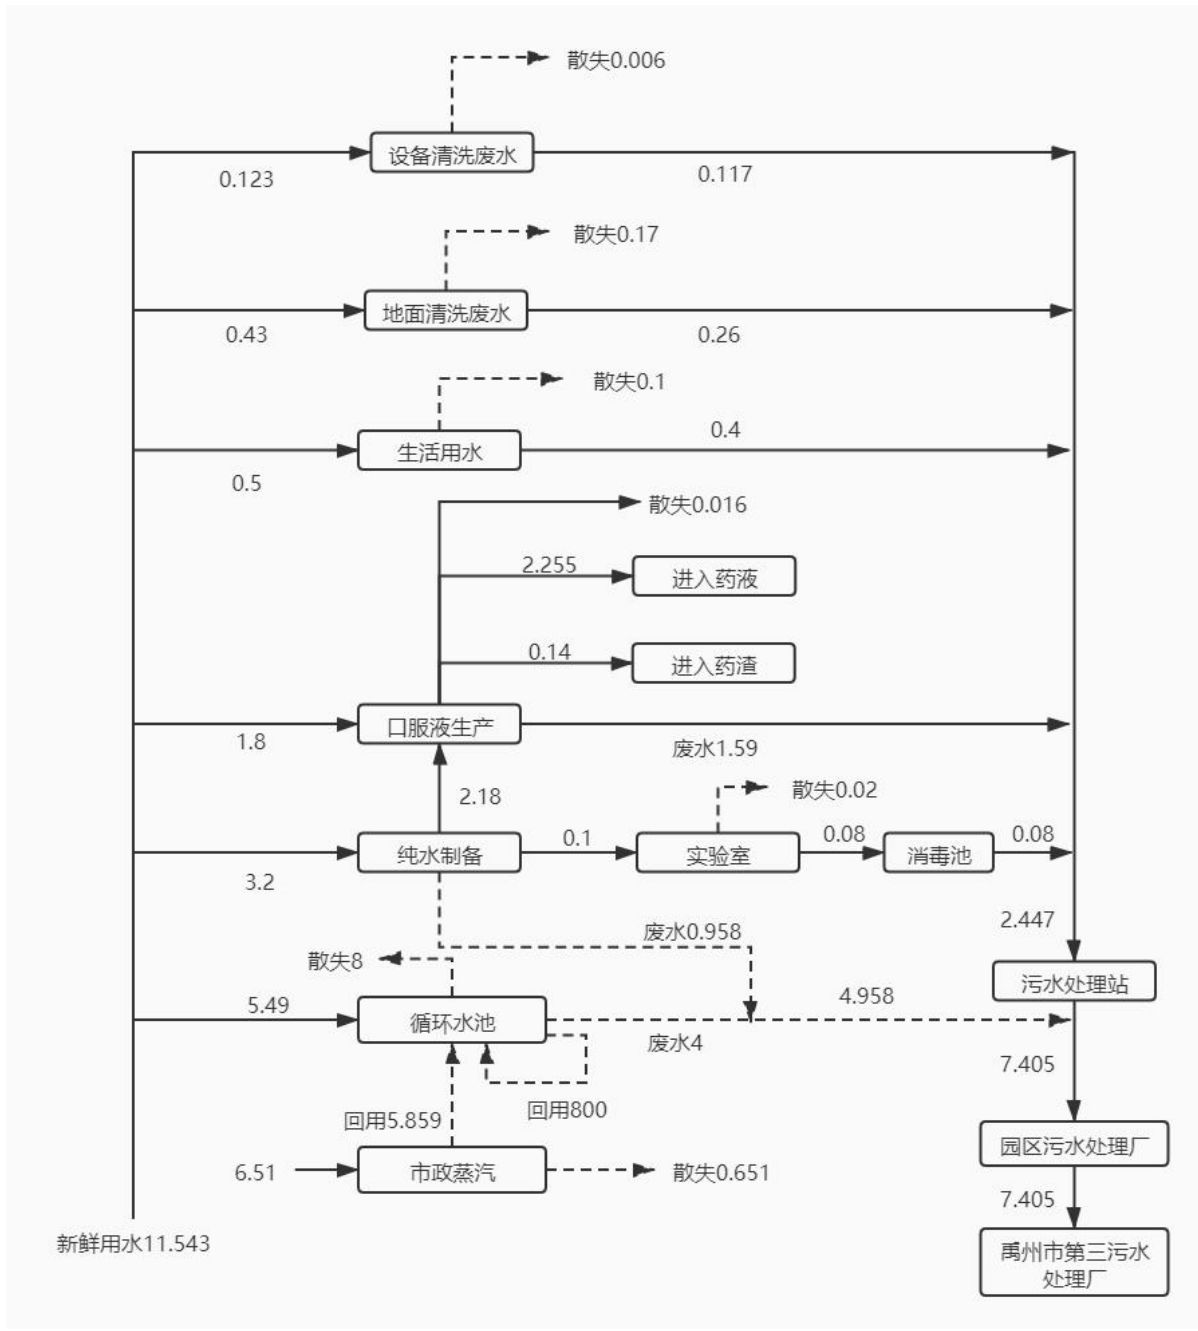 散失0.006
设备清洗废水
0.123
0.117
散失0.17
地面清洗废水
0.43
0.26
散失0.1
生活用水
0.4
0.5
散失0.016
2.255
进入药液
0.14
进入药渣
口服液生产
1.8
废水1.59
2.18
散失0.02
纯水制备
0.1
实验室
0.08
消毒池
0.08
3.2
2.447
废水0.958
散失8
污水处理站
5.49
循环水池
4.958
废水4
7.405
回用5.859
回用800
园区污水处理厂
6.51
市政蒸汽
散失0.651
7.405
新鲜用水11.543
禹州市第三污水
处理厂